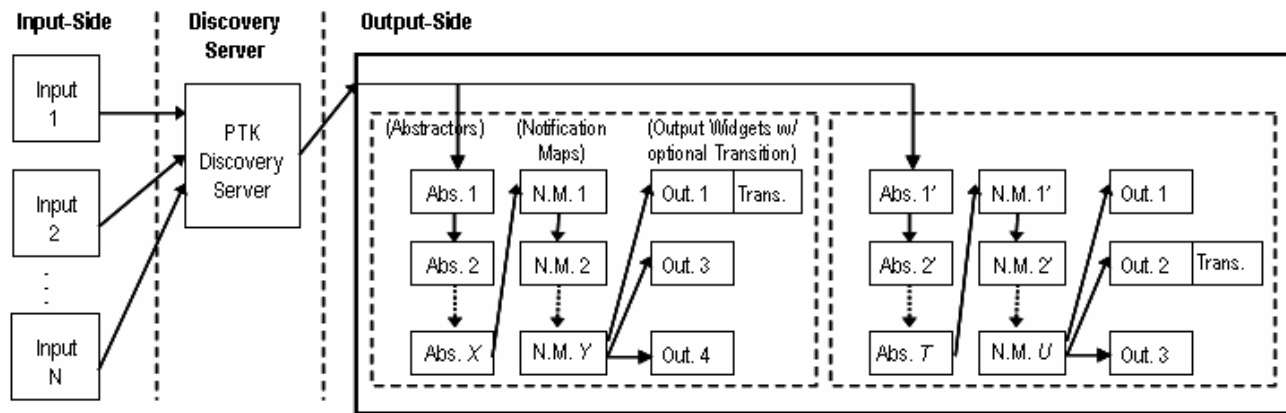 Input-Side
Discovery
Server
Output-Side
Input
1
Input
2
Input
N
PTK
Discovery
Server
(Abstractors)
(Notification
Maps)
(Output Widgets w/
optional Transition)
Abs. 1
N.M. 1
Out. 1
Trans.
Abs. 2
N.M. 2
Out. 3
Abs. X
N.M. Y
Out. 4
Abs. 1'
N.M. 1'
Out. 1
Abs. 2'
N.M. 2'
Out. 2
Trans.
Abs. T
N.M. U
Out. 3